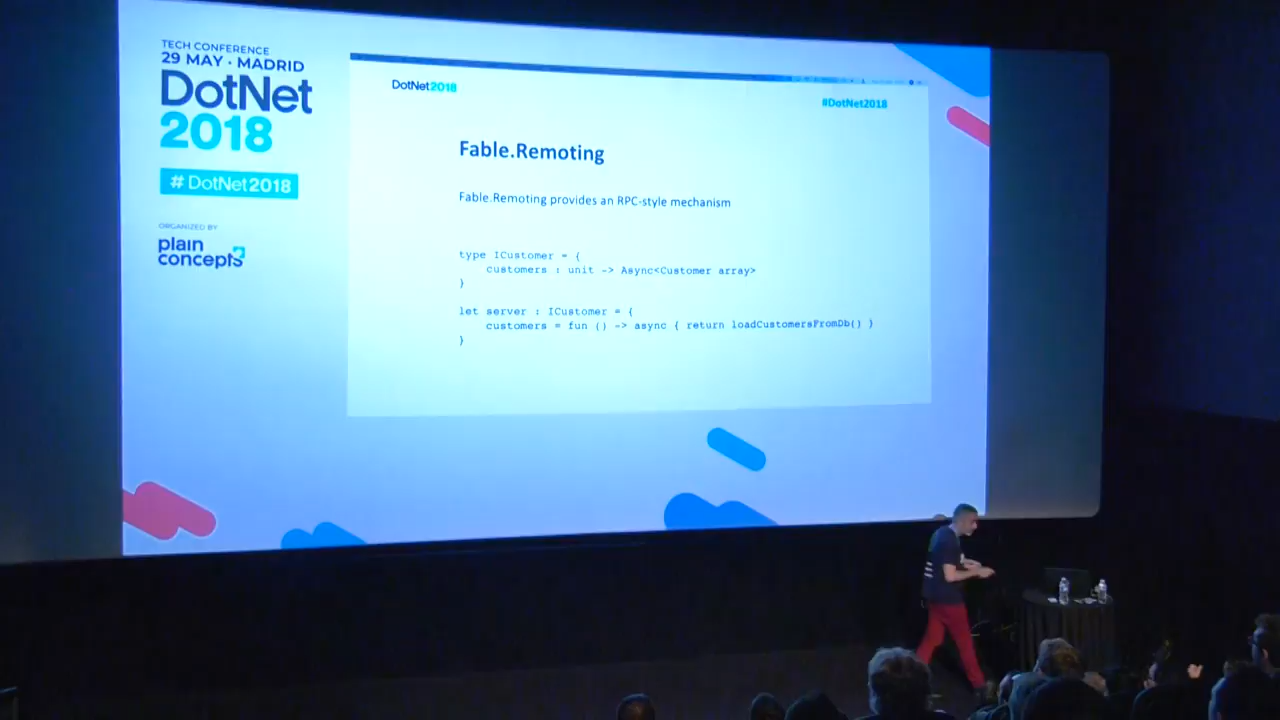 TECH CONFERENCE
29 MAY · MADRID
DotNet
2018
# DotNet2018
ORGANIZED BY
plain
concepts
DotNet2018
#DotNet2018
Fable.Remoting
Fable.Remoting provides an RPC-style mechanism
type ICustomer = {
customers : unit -> Async<Customer array>
}
let server : ICustomer = {
customers = fun () -> async { return loadCustomersFromDb() }
}